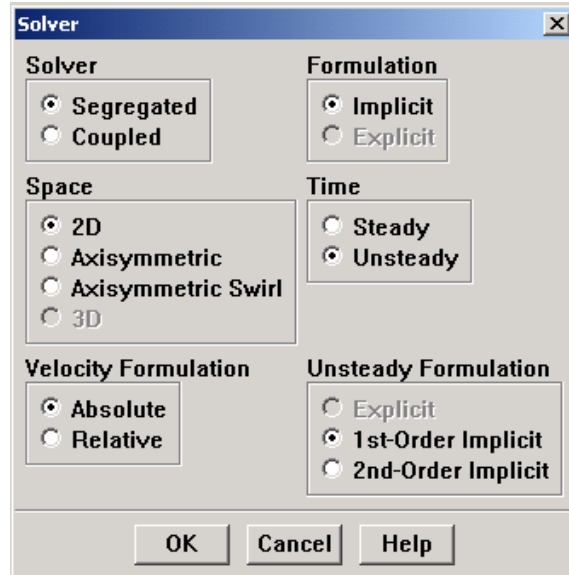 Solver
Solver
Segregated
Coupled
Formulation
Implicit
Explicit
Space
2D
Axisymmetric
Axisymmetric Swirl
3D
Time
Steady
Unsteady
Velocity Formulation
Absolute
Relative
Unsteady Formulation
Explicit
1st-Order Implicit
2nd-Order Implicit
OK Cancel Help